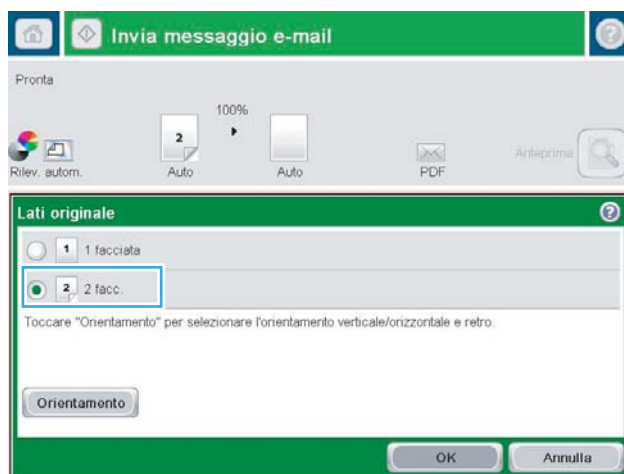 Invia messaggio e-mail
?
Pronta
100%
2
Rilev. autom.
Auto
Auto
PDF
Anteprima
Lati originale
?
1 1 facciata
2 2 facc.
Toccare "Orientamento" per selezionare l'orientamento verticale/orizzontale e retro.
Orientamento
OK
Annulla